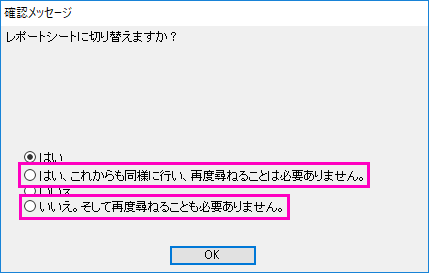 確認メッセージ
レポートシートに切り替えますか?
はい
はい、これからも同様に行い、再度尋ねることは必要ありません。
いいえ
いいえ。そして再度尋ねることも必要ありません。
OK